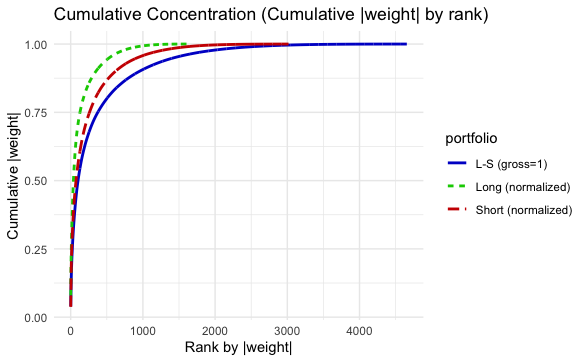 Cumulative Concentration (Cumulative |weight| by rank)
1.00
0.75
0.50
0.25
0.00
Cumulative |weight|
0 1000 2000 3000 4000
Rank by |weight|
portfolio
L-S (gross=1)
Long (normalized)
Short (normalized)